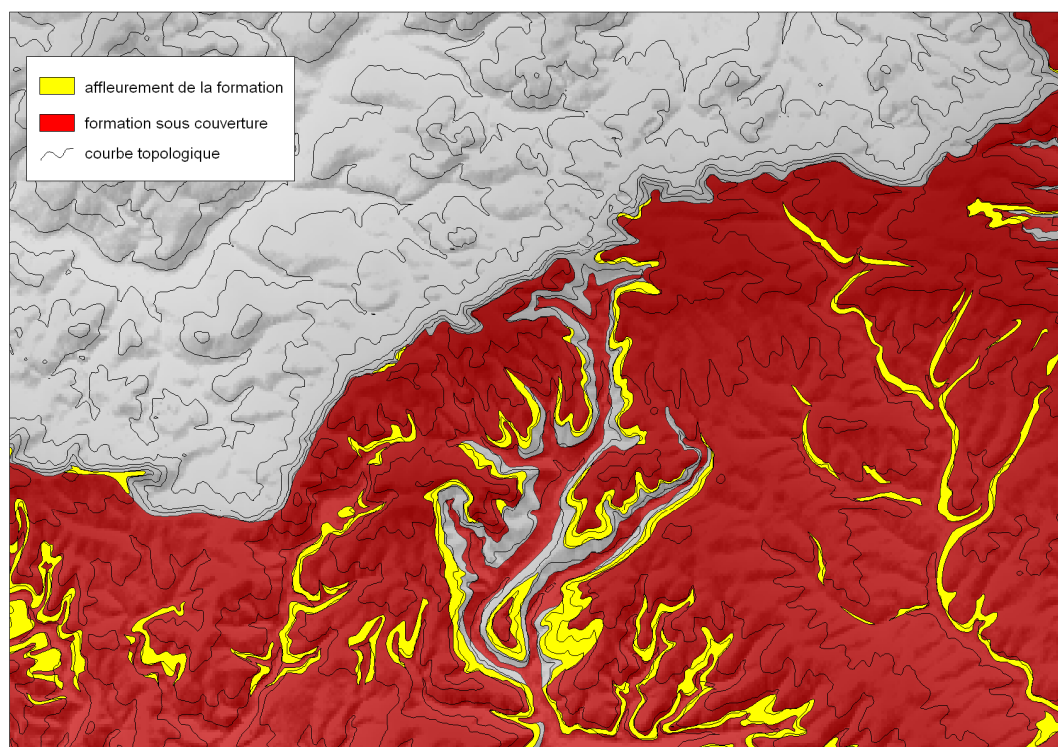 affleurement de la formation
formation sous couverture
courbe topologique